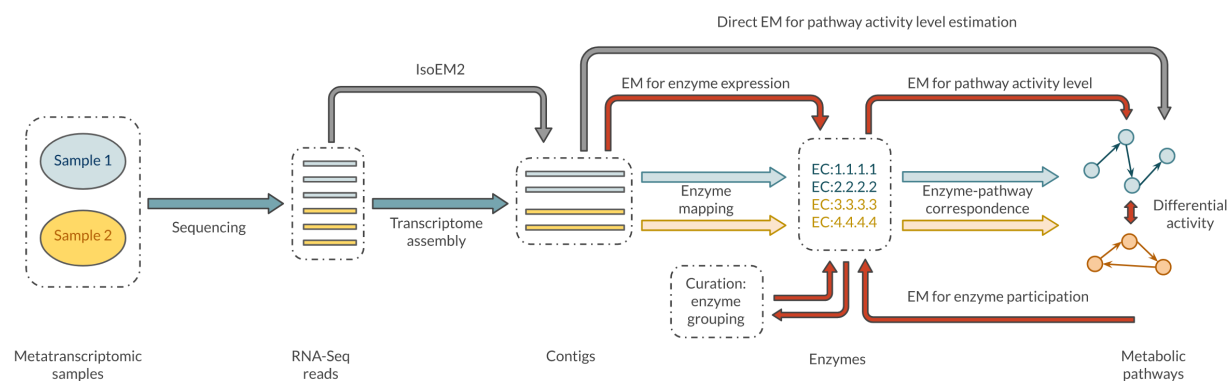 Direct EM for pathway activity level estimation
IsoEM2
EM for enzyme expression
EM for pathway activity level
Sample 1
Sample 2
Sequencing
Transcriptome
assembly
Enzyme
mapping
EC:1.1.1.1
EC:2.2.2.2
EC:3.3.3.3
EC:4.4.4.4
Enzyme-pathway
correspondence
Differential
activity
Curation:
enzyme
grouping
EM for enzyme participation
Metatranscriptomic
samples
RNA-Seq
reads
Contigs
Enzymes
Metabolic
pathways